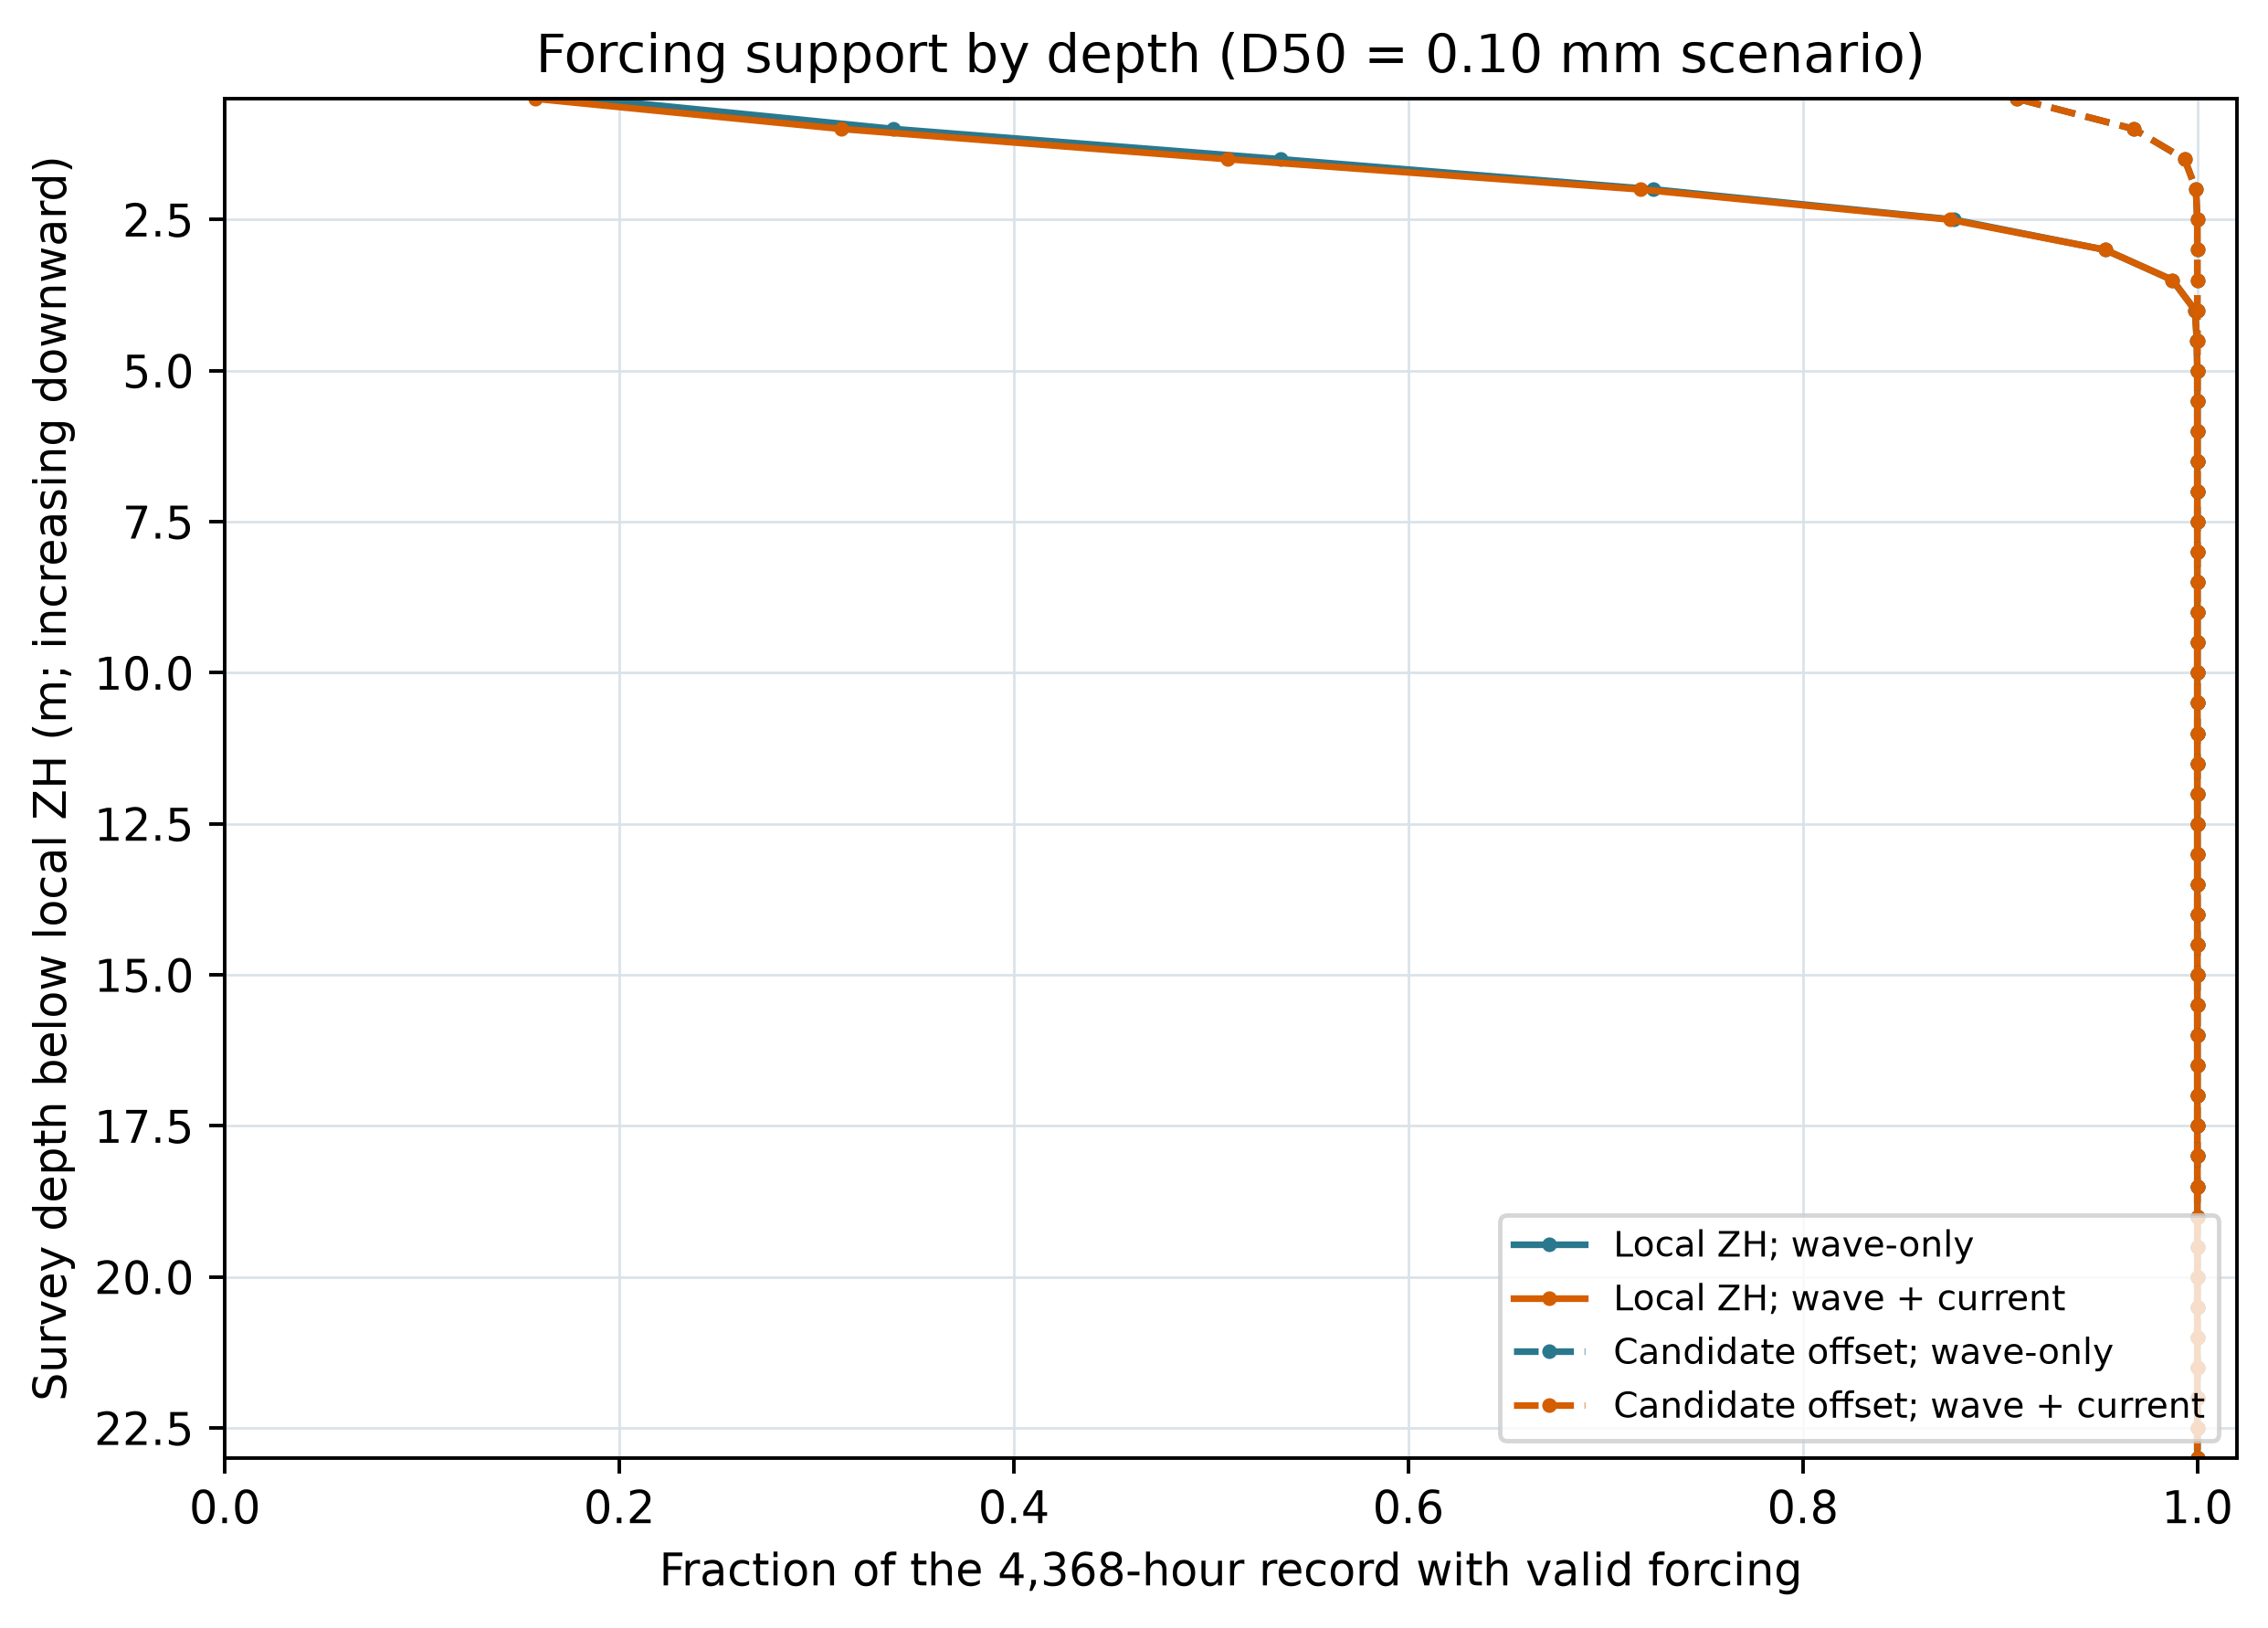 Forcing support by depth (D50 = 0.10 mm scenario)
Survey depth below local ZH (m; increasing downward)
2.5
5.0
7.5
10.0
12.5
15.0
17.5
20.0
22.5
Local ZH; wave-only
Local ZH; wave + current
Candidate offset; wave-only
Candidate offset; wave + current
0.0 0.2 0.4 0.6 0.8 1.0
Fraction of the 4,368-hour record with valid forcing